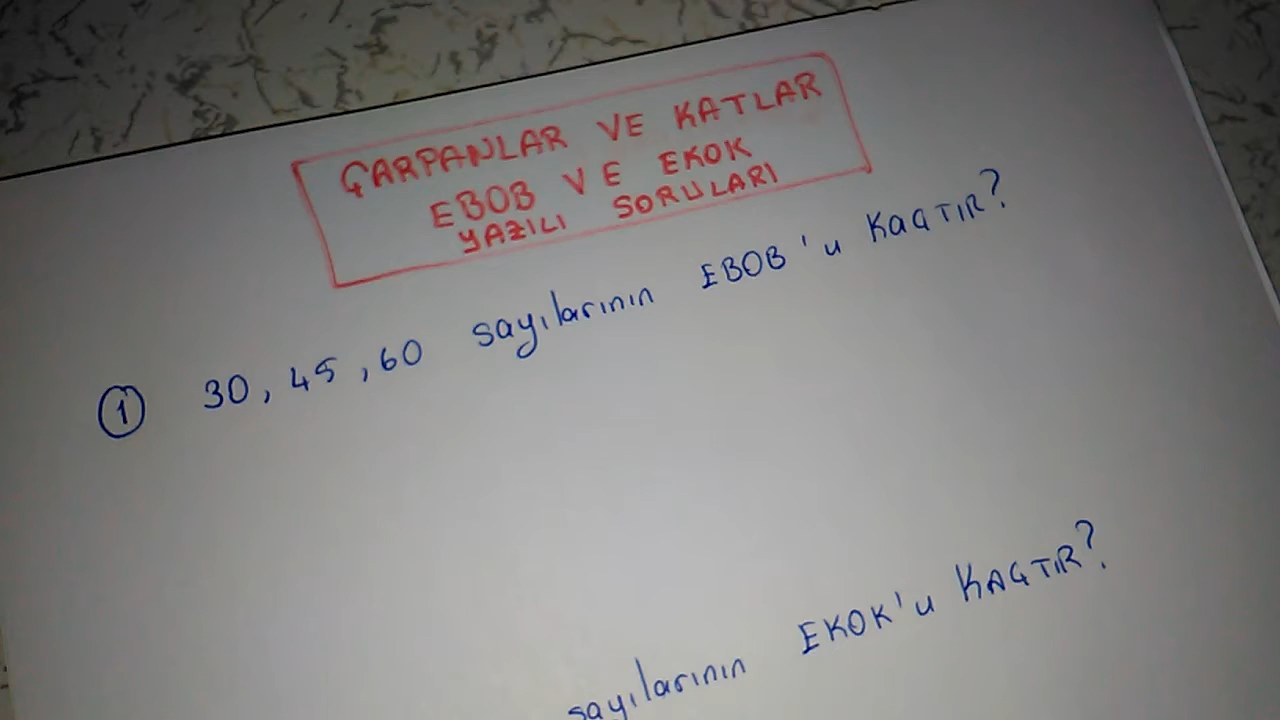 ÇARPANLAR VE KATLAR
EBOB VE EKOK
YAZILI SORULARI
1 30, 45, 60 sayılarının EBOB'u KAÇTIR?
sayılarının EKOK'u KAÇTIR?